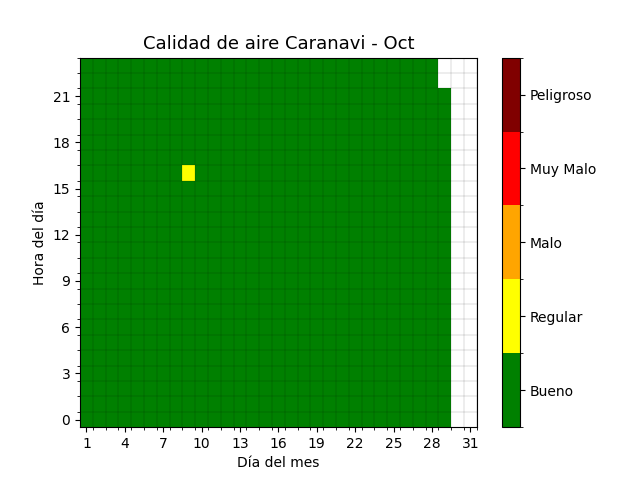 Calidad de aire Caranavi - Oct
Hora del día
21
18
15
12
9
6
3
0
1 4 7 10 13 16 19 22 25 28 31
Día del mes
Peligroso
Muy Malo
Malo
Regular
Bueno